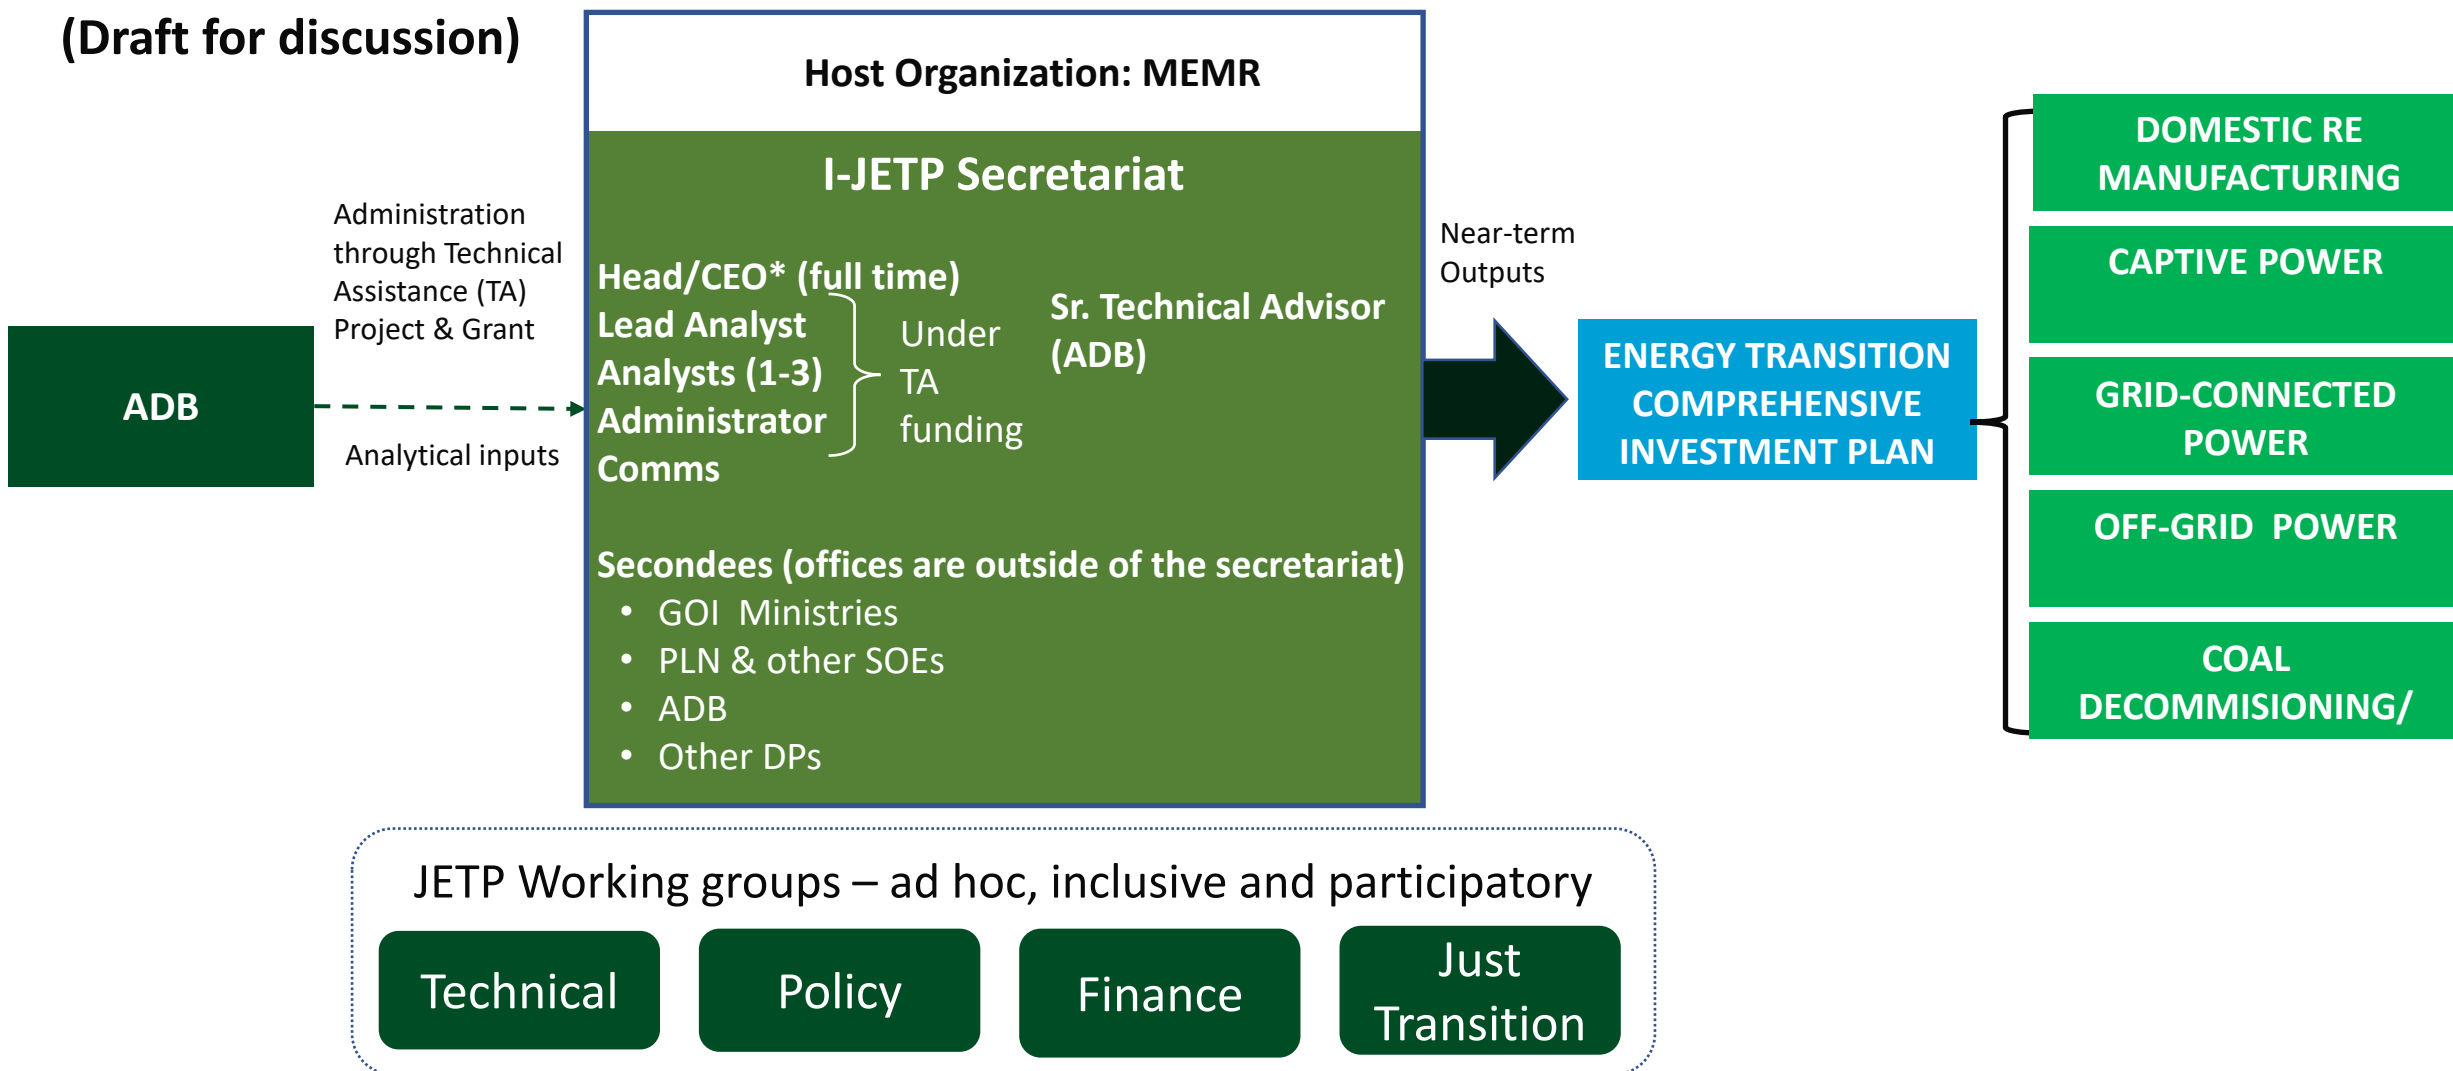 (Draft for discussion)
Host Organization: MEMR
I-JETP Secretariat
Administration
through Technical
Assistance (TA)
Project & Grant
ADB
Analytical inputs
Head/CEO* (full time)
Lead Analyst
Analysts (1-3)
Administrator
Comms
Under
TA
funding
Sr. Technical Advisor
(ADB)
Secondees (offices are outside of the secretariat)
• GOI  Ministries
• PLN & other SOEs
• ADB
• Other DPs
Near-term
Outputs
ENERGY TRANSITION
COMPREHENSIVE
INVESTMENT PLAN
DOMESTIC RE
MANUFACTURING
CAPTIVE POWER
GRID-CONNECTED
POWER
OFF-GRID  POWER
COAL
DECOMMISIONING/
JETP Working groups – ad hoc, inclusive and participatory
Technical
Policy
Finance
Just
Transition